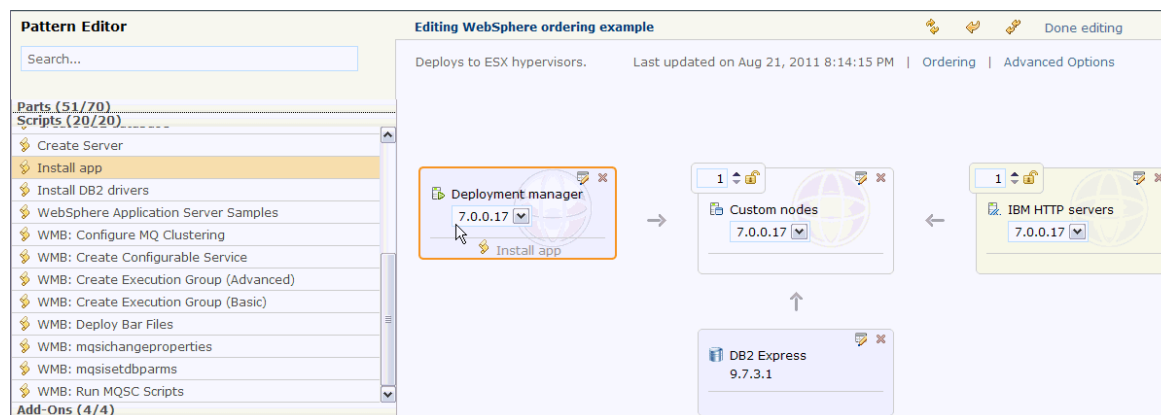 Pattern Editor
Editing WebSphere ordering example
Done editing
Search...
Deploys to ESX hypervisors.
Last updated on Aug 21, 2011 8:14:15 PM | Ordering | Advanced Options
Parts (51/70)
Scripts (20/20)
Create Server
Install app
Install DB2 drivers
WebSphere Application Server Samples
WMB: Configure MQ Clustering
WMB: Create Configurable Service
WMB: Create Execution Group (Advanced)
WMB: Create Execution Group (Basic)
WMB: Deploy Bar Files
WMB: mqsichangeproperties
WMB: mqsisetdbparms
WMB: Run MQSC Scripts
Add-Ons (4/4)
Deployment manager
7.0.0.17
Install app
1
Custom nodes
7.0.0.17
1
IBM HTTP servers
7.0.0.17
DB2 Express
9.7.3.1